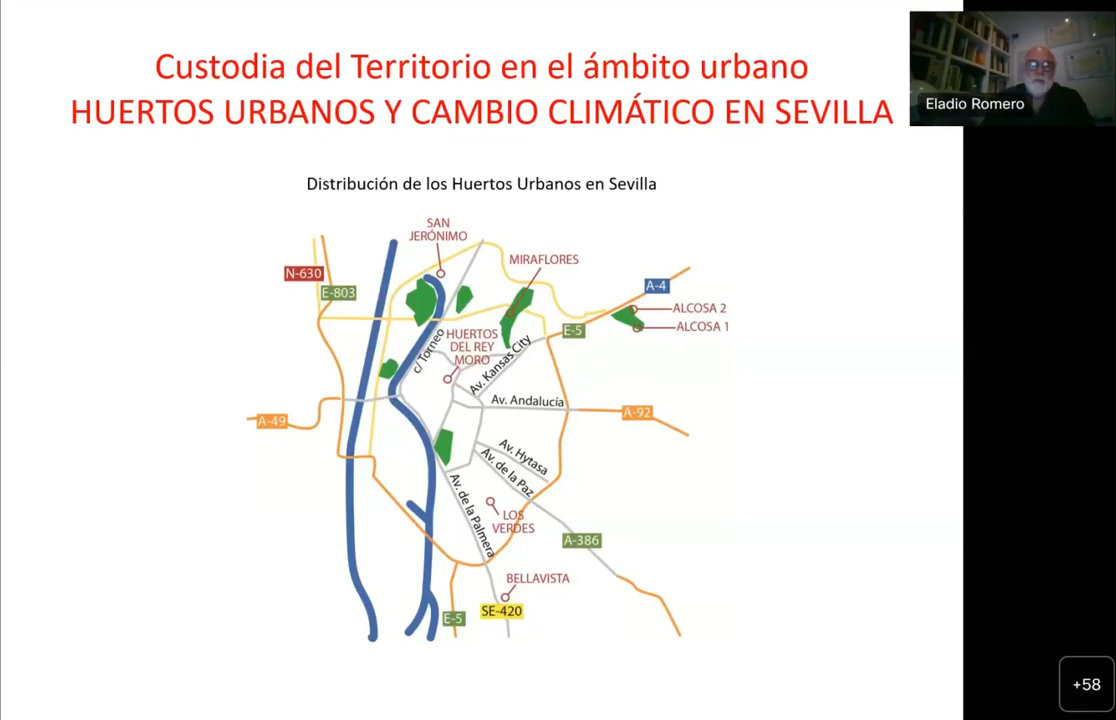 Custodia del Territorio en el ámbito urbano
HUERTOS URBANOS Y CAMBIO CLIMÁTICO EN SEVILLA
Eladio Romero
Distribución de los Huertos Urbanos en Sevilla
SAN
JERÓNIMO
MIRAFLORES
N-630
E-803
A-4
ALCOSA 2
ALCOSA 1
E-5
c/ Torneo
HUERTOS
DEL REY
MORO
Av. Kansas City
Av. Andalucía
A-49
A-92
Av. Hytasa
Av. de la Paz
Av. de la Palmera
LOS
VERDES
A-386
BELLAVISTA
SE-420
E-5
+58